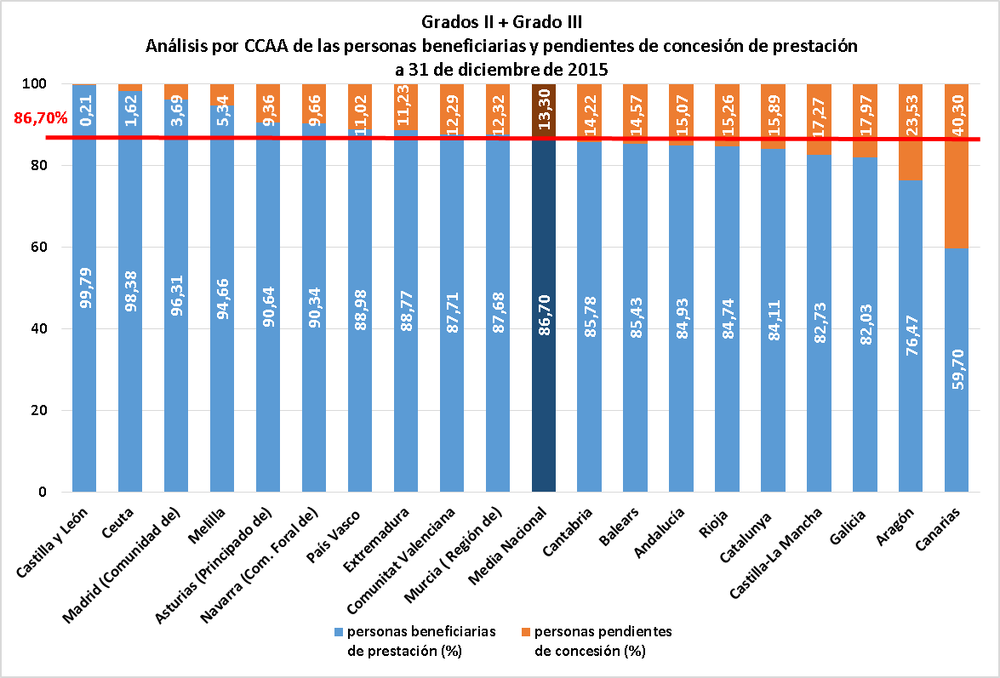 Grados II + Grado III
Análisis por CCAA de las personas beneficiarias y pendientes de concesión de prestación
a 31 de diciembre de 2015
100
86,70%
80
60
40
20
0
0,21
1,62
3,69
5,34
9,36
9,66
11,02
11,23
12,29
12,32
13,30
14,22
14,57
15,07
15,26
15,89
17,27
17,97
23,53
40,30
99,79
98,38
96,31
94,66
90,64
90,34
88,98
88,77
87,71
87,68
86,70
85,78
85,43
84,93
84,74
84,11
82,73
82,03
76,47
59,70
Castilla y León
Ceuta
Madrid (Comunidad de)
Melilla
Asturias (Principado de)
Navarra (Com. Foral de)
País Vasco
Extremadura
Comunitat Valenciana
Murcia ( Región de)
Media Nacional
Cantabria
Balears
Andalucía
Rioja
Catalunya
Castilla-La Mancha
Galicia
Aragón
Canarias
personas beneficiarias
de prestación (%)
personas pendientes
de concesión (%)